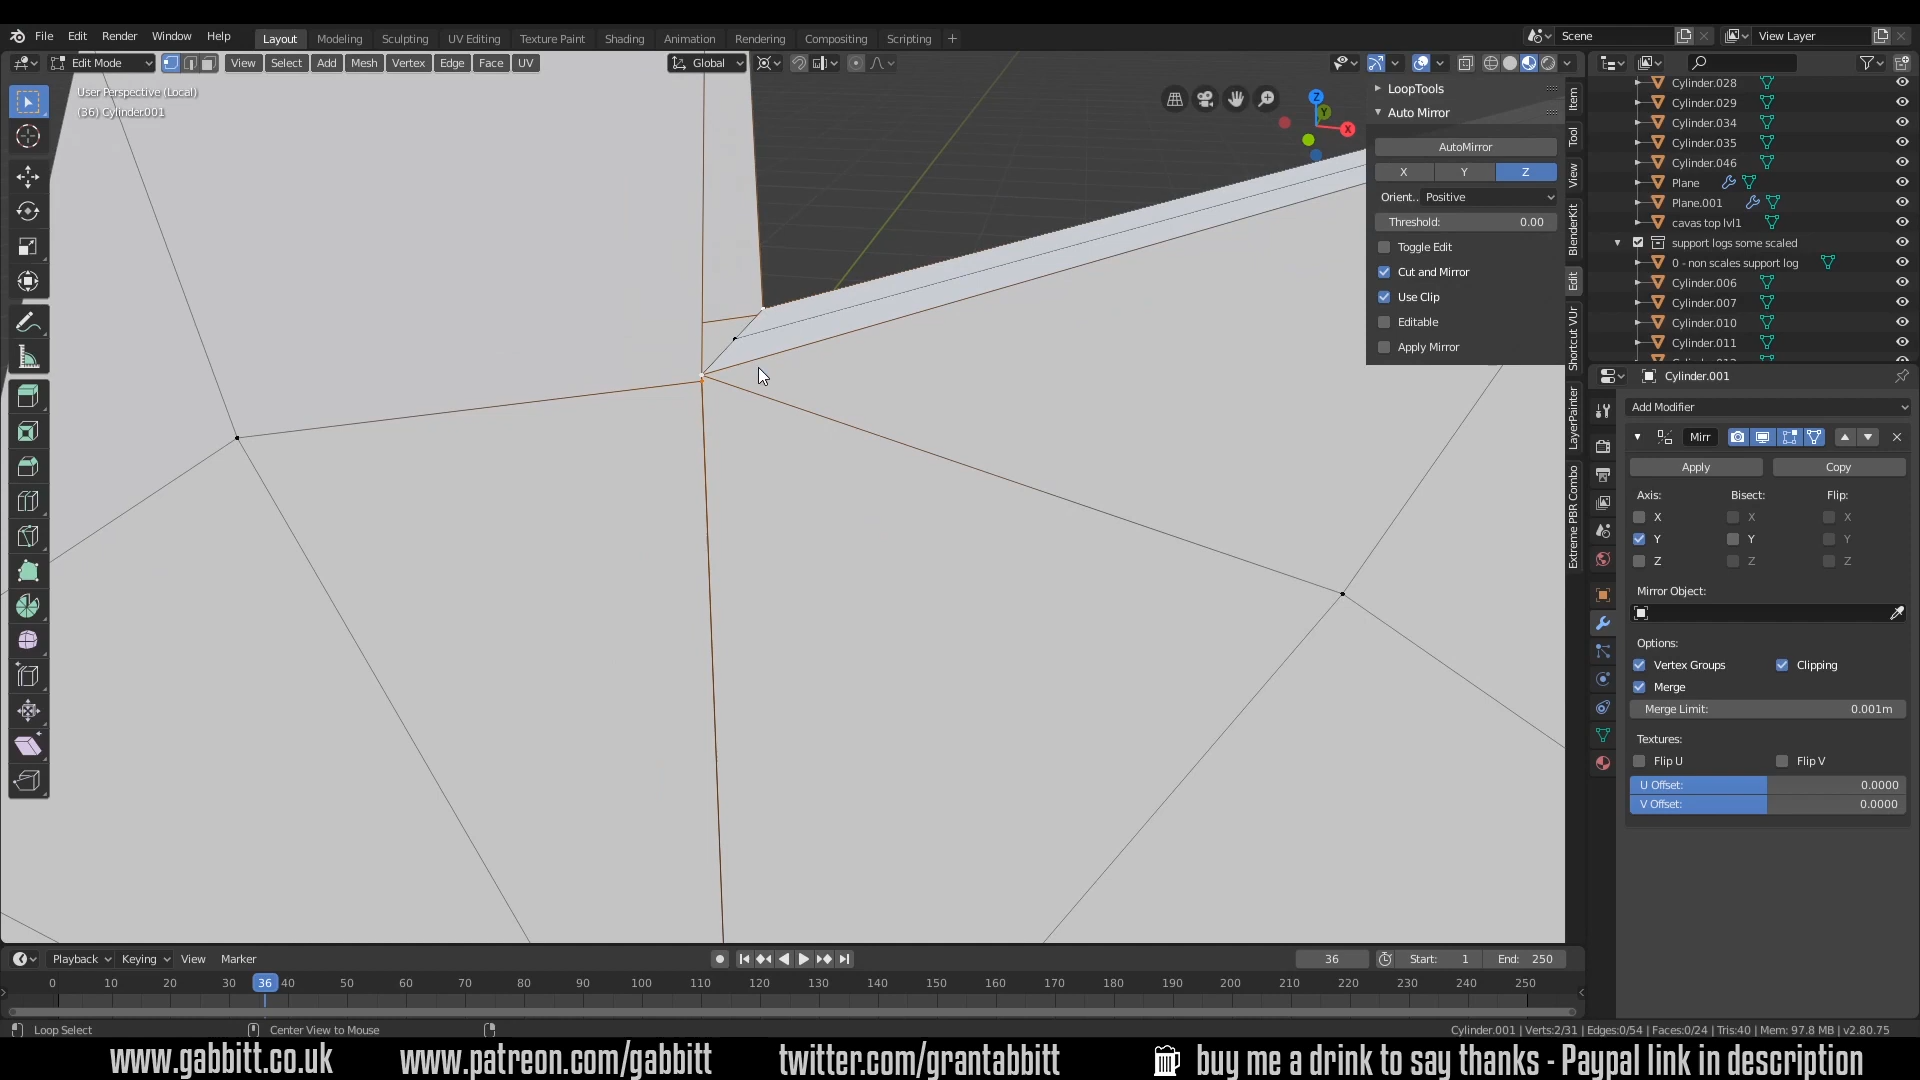 File Edit Render Window Help Layout Modeling Sculpting UV Editing Texture Paint Shading Animation Rendering Compositing Scripting + Scene View Layer
Edit Mode View Select Add Mesh Vertex Edge Face UV Global
User Perspective (Local)
(36) Cylinder.001
Z
Y
X
LoopTools
Auto Mirror
AutoMirror
X Y Z
Orient.. Positive
Threshold: 0.00
Toggle Edit
Cut and Mirror
Use Clip
Editable
Apply Mirror
Item
Tool
View
BlenderKit
Edit
Shortcut VUr
LayerPainter
Extreme PBR Combo
Cylinder.028
Cylinder.029
Cylinder.034
Cylinder.035
Cylinder.046
Plane
Plane.001
cavas top lvl1
support logs some scaled
0 - non scales support log
Cylinder.006
Cylinder.007
Cylinder.010
Cylinder.011
Cylinder.001
Add Modifier
Mirr
Apply Copy
Axis: Bisect: Flip:
X X X
Y Y Y
Z Z Z
Mirror Object:
Options:
Vertex Groups Clipping
Merge
Merge Limit: 0.001m
Textures:
Flip U Flip V
U Offset: 0.0000
V Offset: 0.0000
Playback Keying View Marker 36 Start: 1 End: 250
0 10 20 30 36 40 50 60 70 80 90 100 110 120 130 140 150 160 170 180 190 200 210 220 230 240 250
Loop Select Center View to Mouse Cylinder.001 | Verts:2/31 | Edges:0/54 | Faces:0/24 | Tris:40 | Mem: 97.8 MB | v2.80.75
www.gabbitt.co.uk www.patreon.com/gabbitt twitter.com/grantabbitt buy me a drink to say thanks - Paypal link in description